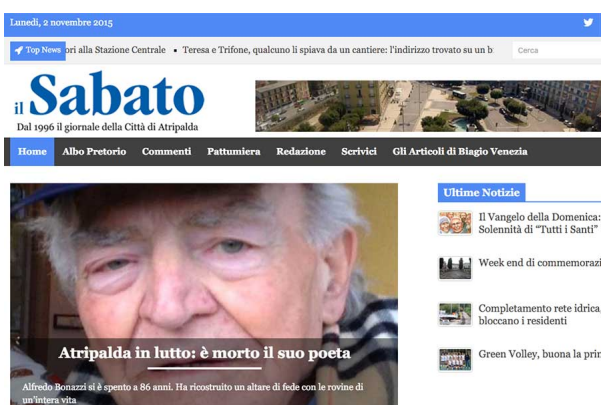 Lunedì, 2 novembre 2015
Top News ori alla Stazione Centrale • Teresa e Trifone, qualcuno li spiava da un cantiere: l'indirizzo trovato su un b
Cerca
il Sabato
Dal 1996 il giornale della Città di Atripalda
Home Albo Pretorio Commenti Pattumiera Redazione Scrivici Gli Articoli di Biagio Venezia
Ultime Notizie
Il Vangelo della Domenica:
Solennità di “Tutti i Santi”
Week end di commemorazi
Completamento rete idrica,
bloccano i residenti
Green Volley, buona la prin
Atripalda in lutto: è morto il suo poeta
Alfredo Bonazzi si è spento a 86 anni. Ha ricostruito un altare di fede con le rovine di
un'intera vita